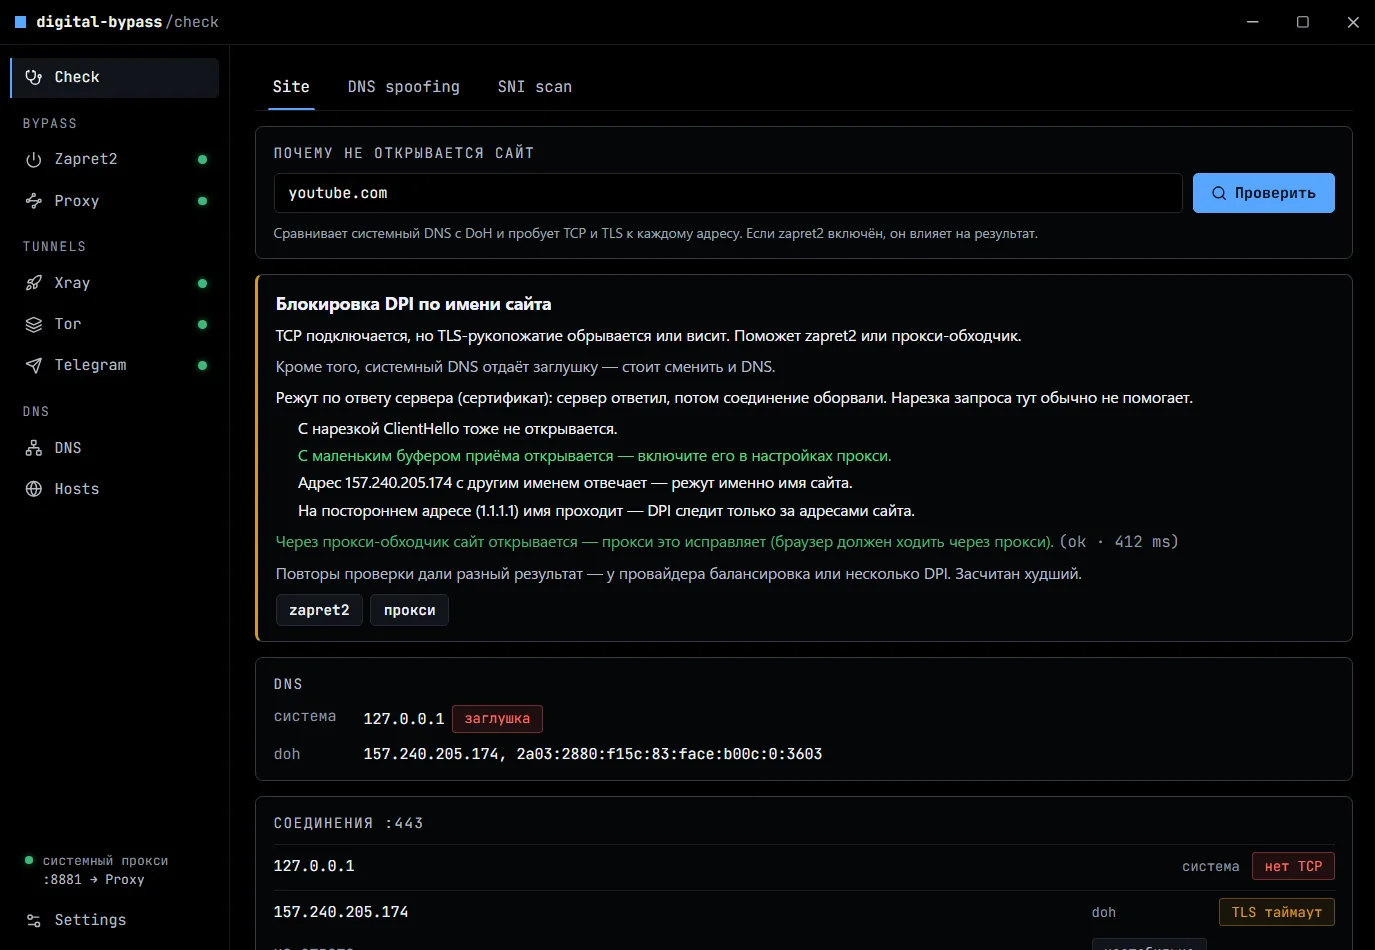 digital-bypass/check
Check
BYPASS
Zapret2
Proxy
TUNNELS
Xray
Tor
Telegram
DNS
DNS
Hosts
системный прокси
:8881 → Proxy
Settings
Site DNS spoofing SNI scan
ПОЧЕМУ НЕ ОТКРЫВАЕТСЯ САЙТ
youtube.com
Проверить
Сравнивает системный DNS с DoH и пробует TCP и TLS к каждому адресу. Если zapret2 включён, он влияет на результат.
Блокировка DPI по имени сайта
TCP подключается, но TLS-рукопожатие обрывается или висит. Поможет zapret2 или прокси-обходчик.
Кроме того, системный DNS отдаёт заглушку — стоит сменить и DNS.
Режут по ответу сервера (сертификат): сервер ответил, потом соединение оборвали. Нарезка запроса тут обычно не помогает.
С нарезкой ClientHello тоже не открывается.
С маленьким буфером приёма открывается — включите его в настройках прокси.
Адрес 157.240.205.174 с другим именем отвечает — режут именно имя сайта.
На постороннем адресе (1.1.1.1) имя проходит — DPI следит только за адресами сайта.
Через прокси-обходчик сайт открывается — прокси это исправляет (браузер должен ходить через прокси). (ok · 412 ms)
Повторы проверки дали разный результат — у провайдера балансировка или несколько DPI. Засчитан худший.
zapret2 прокси
DNS
система 127.0.0.1 заглушка
doh 157.240.205.174, 2a03:2880:f15c:83:face:b00c:0:3603
СОЕДИНЕНИЯ :443
127.0.0.1 система нет TCP
157.240.205.174 doh TLS таймаут